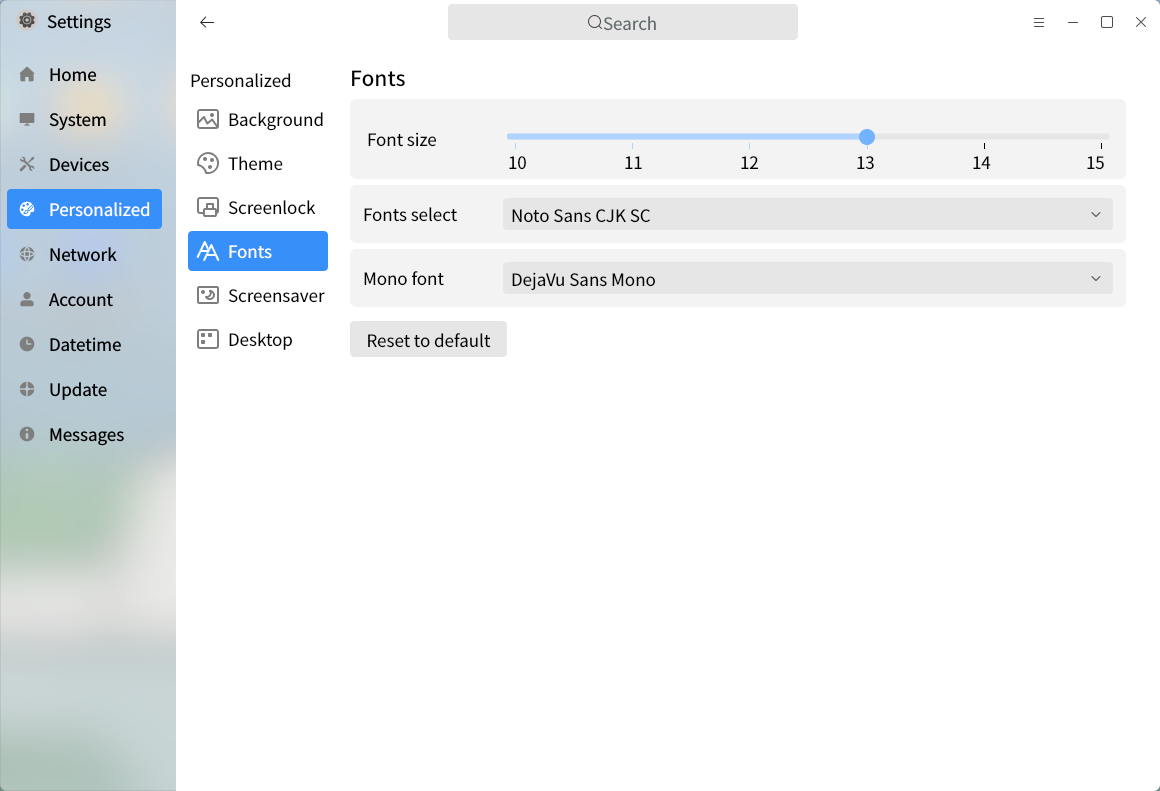 Settings
Search
Home
System
Devices
Personalized
Network
Account
Datetime
Update
Messages
Personalized
Background
Theme
Screenlock
Fonts
Screensaver
Desktop
Fonts
Font size
10 11 12 13 14 15
Fonts select Noto Sans CJK SC
Mono font DejaVu Sans Mono
Reset to default